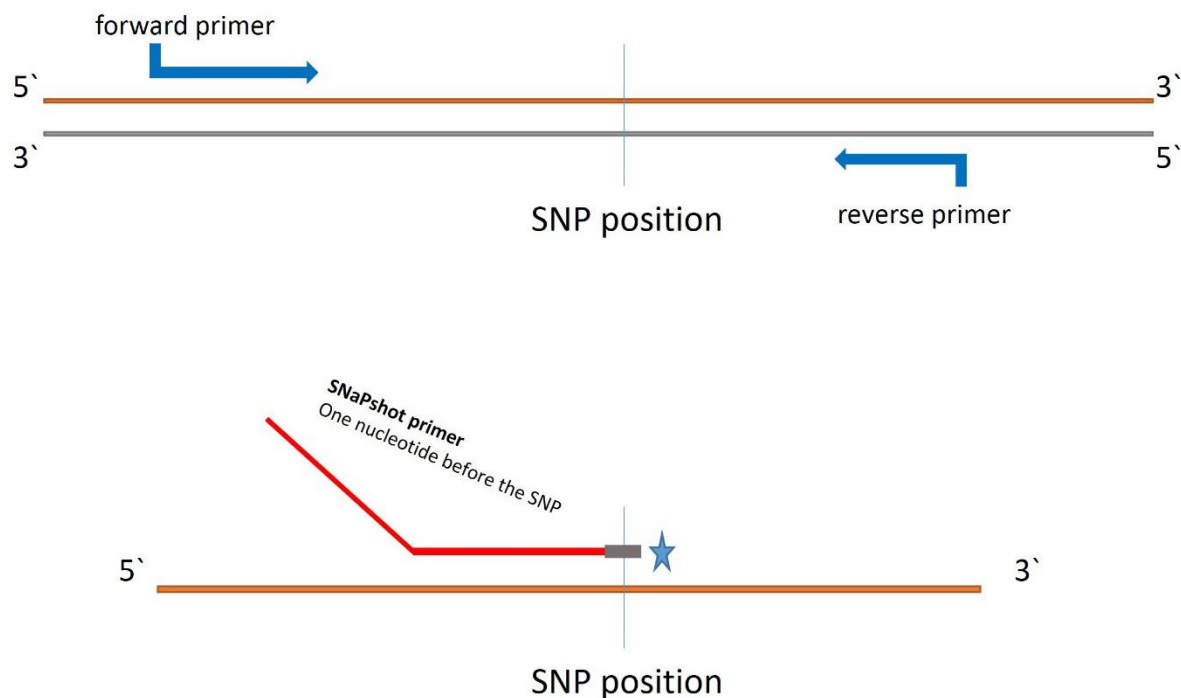 forward primer
5` 3`
3` 5`
SNP position
reverse primer
SNaPshot primer
One nucleotide before the SNP
5` 3`
SNP position